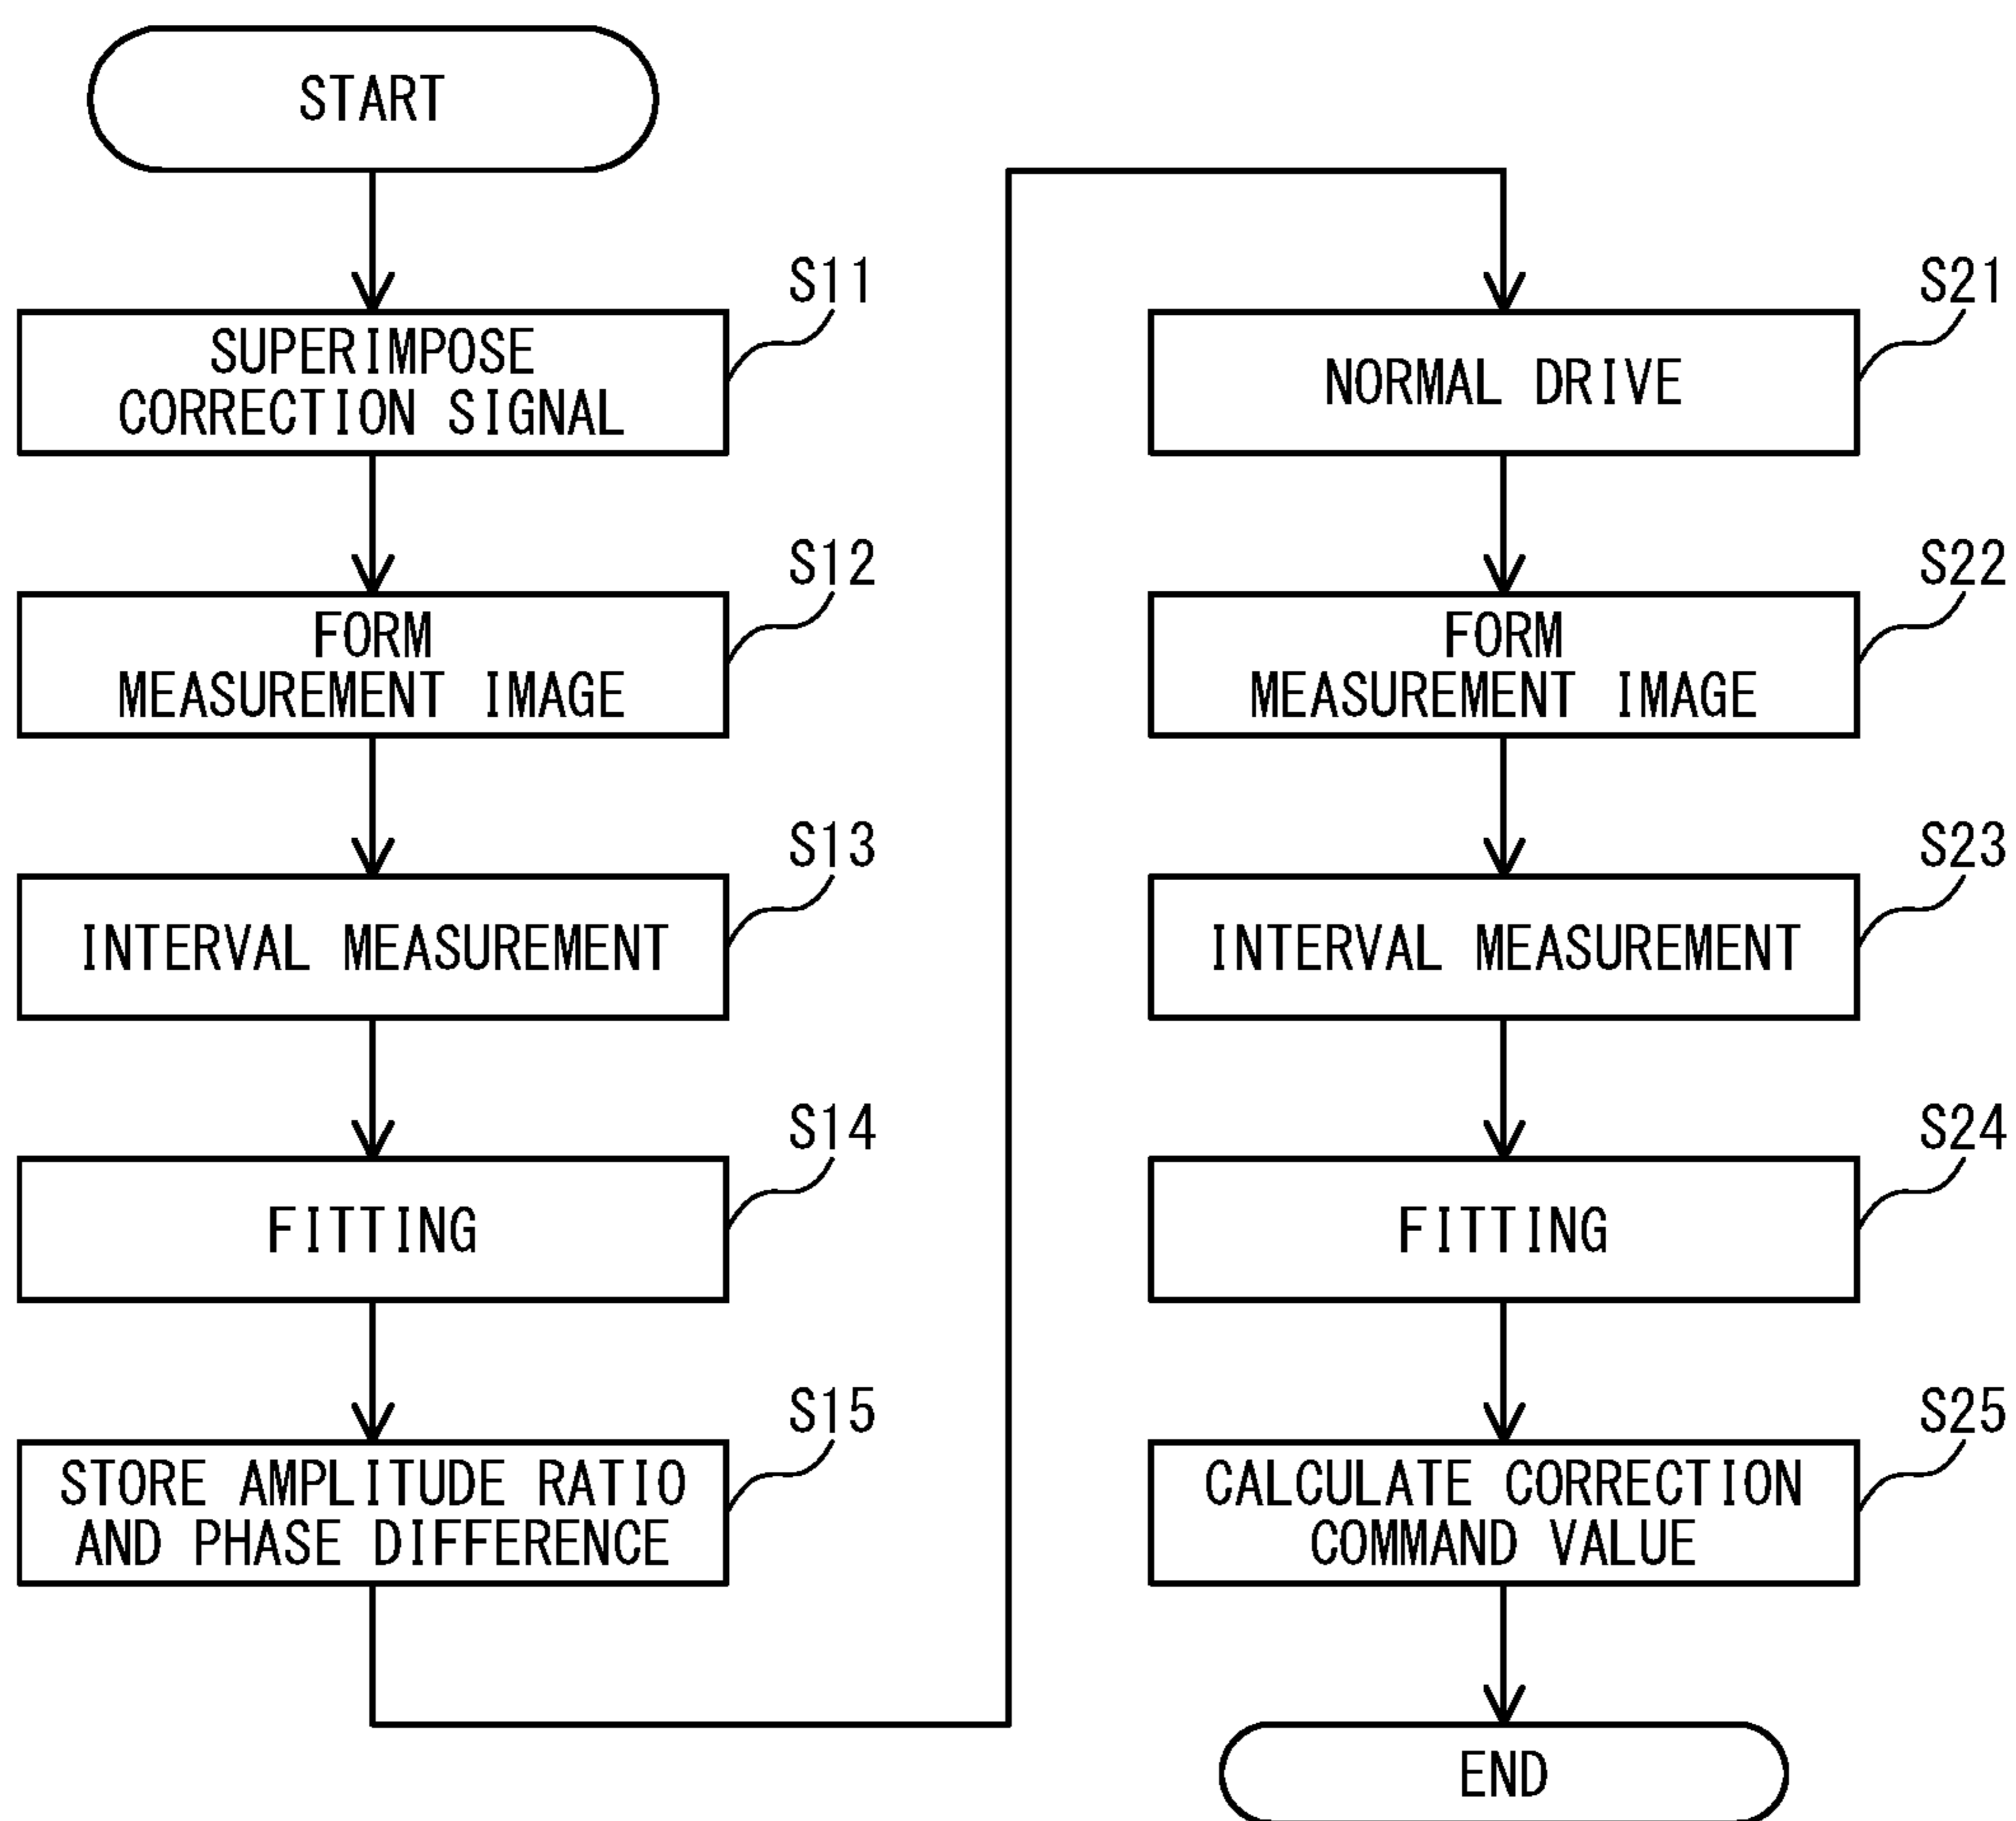 START
S11
SUPERIMPOSE
CORRECTION SIGNAL
S12
FORM
MEASUREMENT IMAGE
S13
INTERVAL MEASUREMENT
S14
FITTING
S15
STORE AMPLITUDE RATIO
AND PHASE DIFFERENCE
S21
NORMAL DRIVE
S22
FORM
MEASUREMENT IMAGE
S23
INTERVAL MEASUREMENT
S24
FITTING
S25
CALCULATE CORRECTION
COMMAND VALUE
END